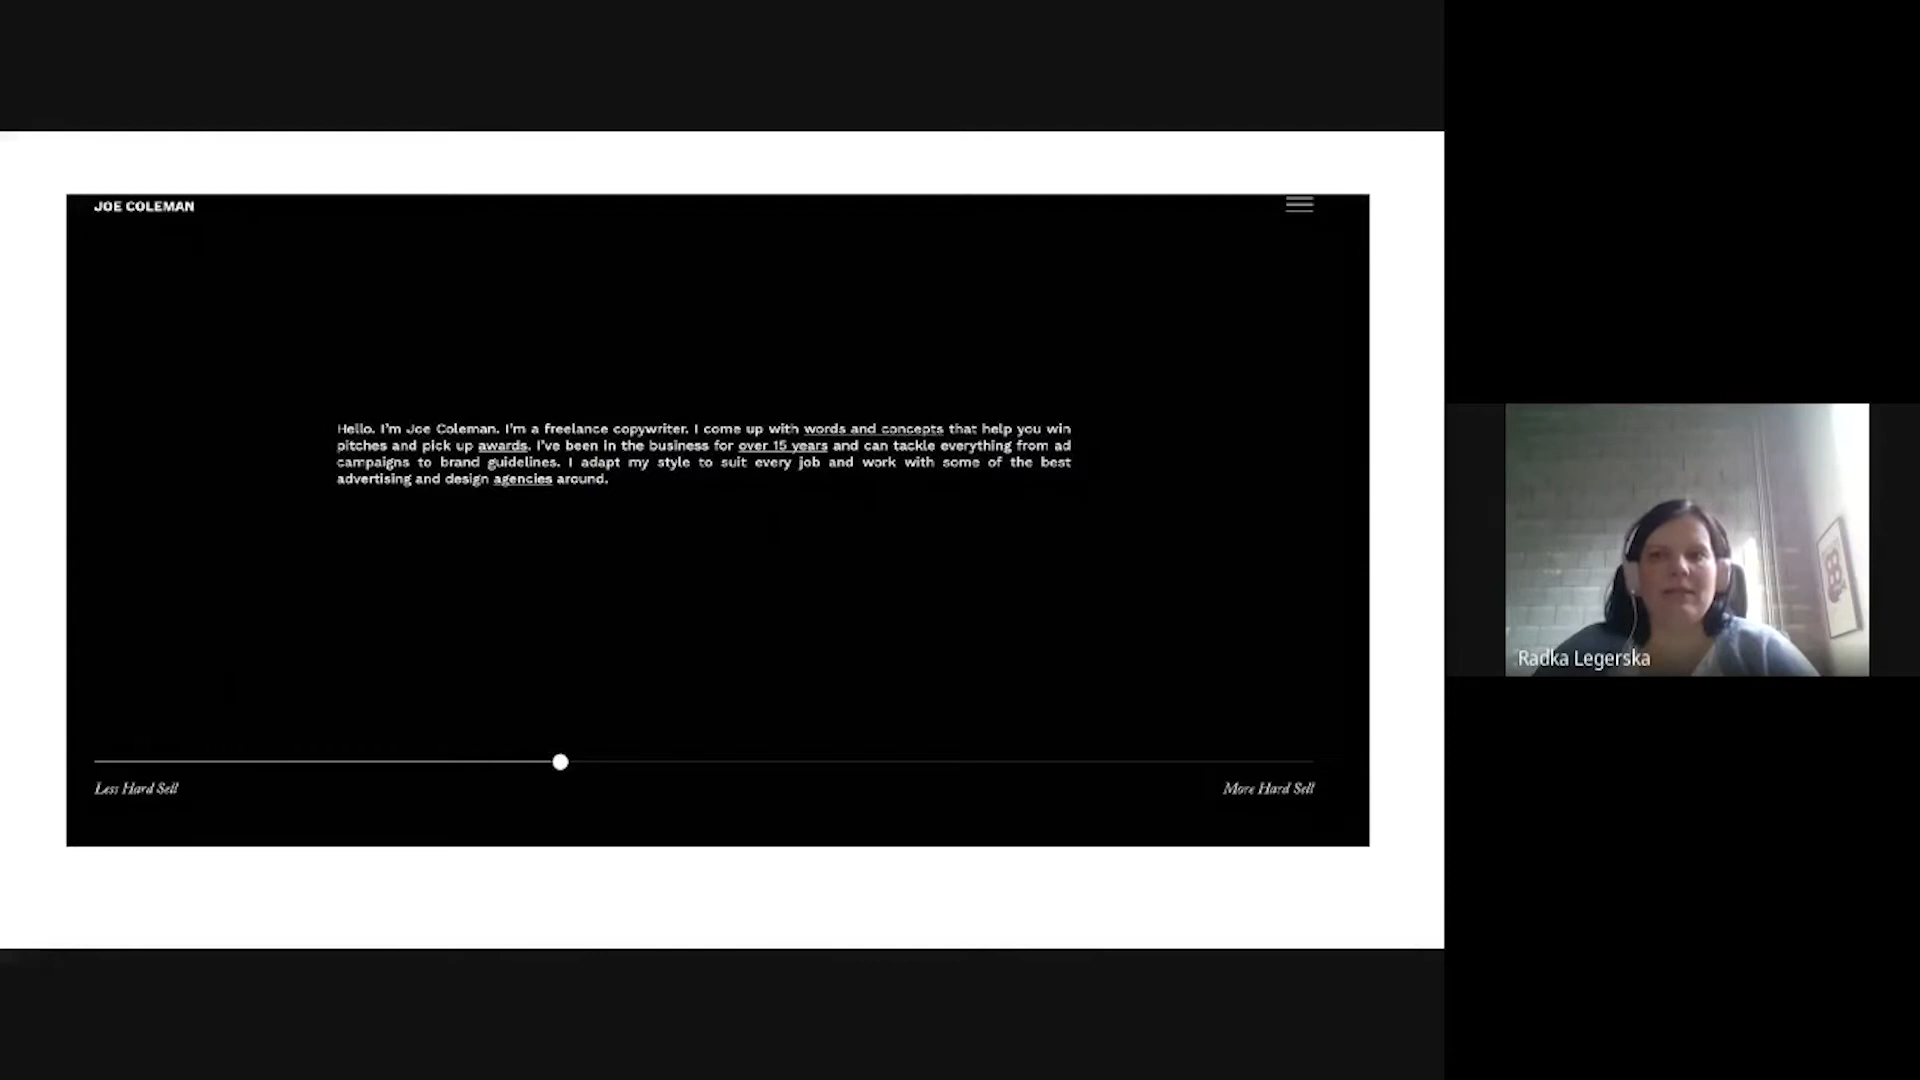 JOE COLEMAN
Hello. I'm Joe Coleman. I'm a freelance copywriter. I come up with words and concepts that help you win
pitches and pick up awards. I've been in the business for over 15 years and can tackle everything from ad
campaigns to brand guidelines. I adapt my style to suit every job and work with some of the best
advertising and design agencies around.
Less Hard Sell
More Hard Sell
Radka Legerska